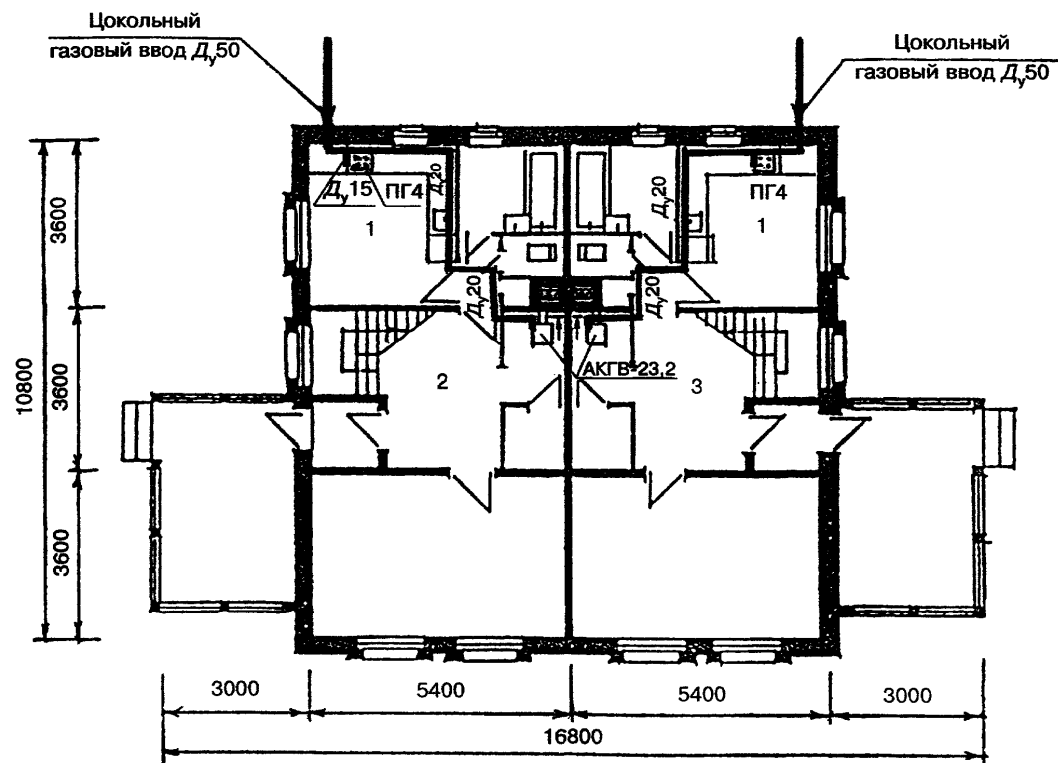 Цокольный
газовый ввод Ду50
Цокольный
газовый ввод Ду50
Ду15 ПГ4
Ду20
Ду20
ПГ4
1
1
3600
Ду20
Ду20
АКГВ-23,2
2
3
10800
3600
3600
3000
5400
5400
3000
16800